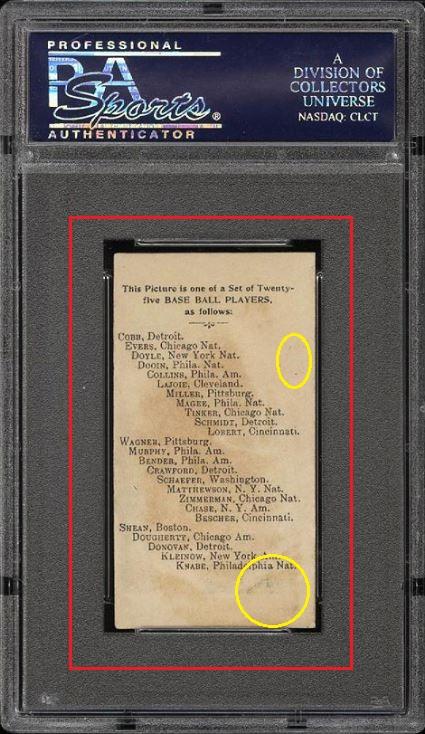 PROFESSIONAL
PSA
Sports®
AUTHENTICATOR
A
DIVISION OF
COLLECTORS
UNIVERSE
NASDAQ: CLCT
This Picture is one of a Set of Twenty-
five BASE BALL PLAYERS,
as follows:
COBB, Detroit.
EVERS, Chicago Nat.
DOYLE, New York Nat.
DOOIN, Phila. Nat.
COLLINS, Phila. Am.
LAJOIE, Cleveland.
MILLER, Pittsburg.
MAGEE, Phila. Nat.
TINKER, Chicago Nat.
SCHMIDT, Detroit.
LOBERT, Cincinnati.
WAGNER, Pittsburg.
MURPHY, Phila. Am.
BENDER, Phila. Am.
CRAWFORD, Detroit.
SCHAEFER, Washington.
MATTHEWSON, N. Y. Nat.
ZIMMERMAN, Chicago Nat.
CHASE, N. Y. Am.
BESCHER, Cincinnati.
SHEAN, Boston.
DOUGHERTY, Chicago Am.
DONOVAN, Detroit.
KLEINOW, New York Am.
KNABE, Philadelphia Nat.